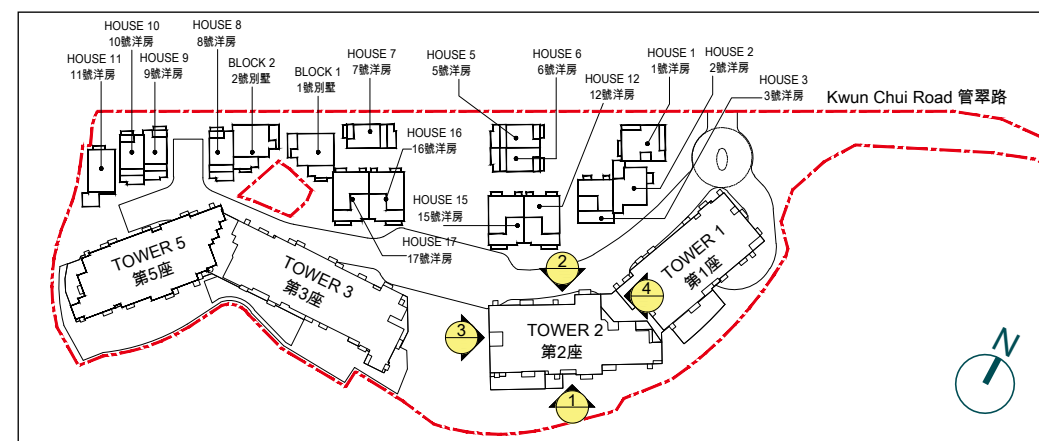 HOUSE 10
10號洋房
HOUSE 8
8號洋房
HOUSE 11
11號洋房
HOUSE 9
9號洋房
BLOCK 2
2號別墅
BLOCK 1
1號別墅
HOUSE 7
7號洋房
HOUSE 5
5號洋房
HOUSE 6
6號洋房
HOUSE 12
12號洋房
HOUSE 1
1號洋房
HOUSE 2
2號洋房
HOUSE 3
3號洋房
Kwun Chui Road 管翠路
HOUSE 16
16號洋房
HOUSE 15
15號洋房
HOUSE 17
17號洋房
TOWER 5
第5座
TOWER 3
第3座
TOWER 1
第1座
TOWER 2
第2座
2
4
3
1
N